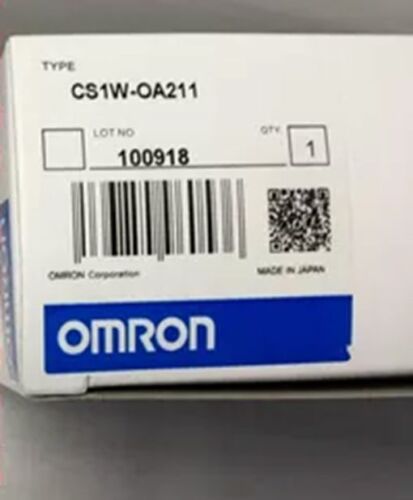 TYPE
CS1W-OA211
LOT NO
100918
QTY
1
OMRON Corporation
MADE IN JAPAN
OMRON